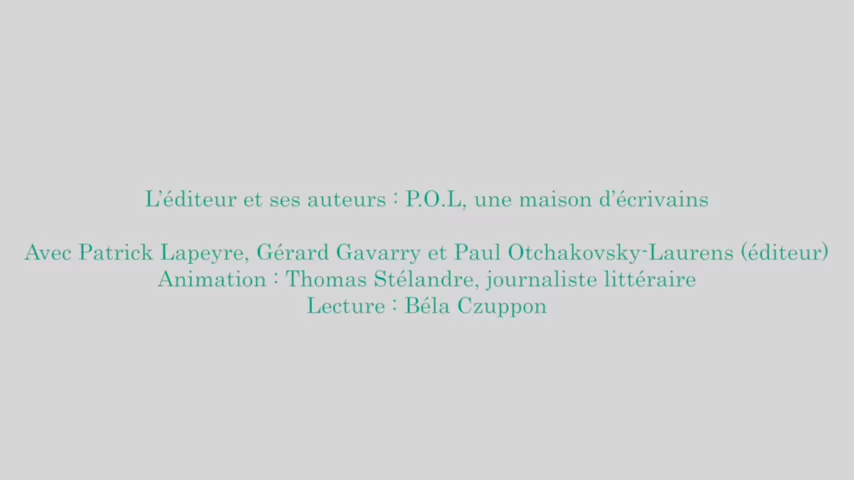 L’éditeur et ses auteurs : P.O.L, une maison d’écrivains
Avec Patrick Lapeyre, Gérard Gavarry et Paul Otchakovsky-Laurens (éditeur)
Animation : Thomas Stélandre, journaliste littéraire
Lecture : Béla Czuppon